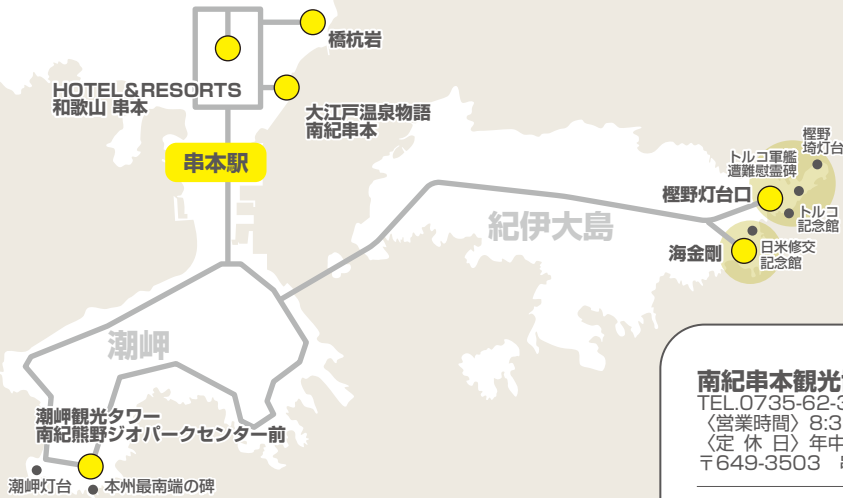 橋杭岩
HOTEL&RESORTS
和歌山 串本
大江戸温泉物語
南紀串本
串本駅
樫野
埼灯台
トルコ軍艦
遭難慰霊碑
樫野灯台口
トルコ
記念館
紀伊大島
海金剛
日米修交
記念館
潮岬
潮岬観光タワー
南紀熊野ジオパークセンター前
潮岬灯台
本州最南端の碑
南紀串本観光
TEL.0735-62-3
〈営業時間〉8:3
〈定 休 日〉年中
〒649-3503